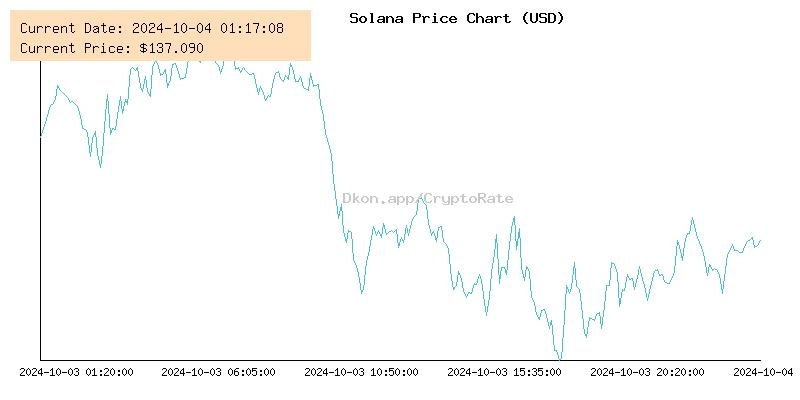 Solana Price Chart (USD)
Current Date: 2024-10-04 01:17:08
Current Price: $137.090
Dkon.app/CryptoRate
2024-10-03 01:20:00 2024-10-03 06:05:00 2024-10-03 10:50:00 2024-10-03 15:35:00 2024-10-03 20:20:00 2024-10-04